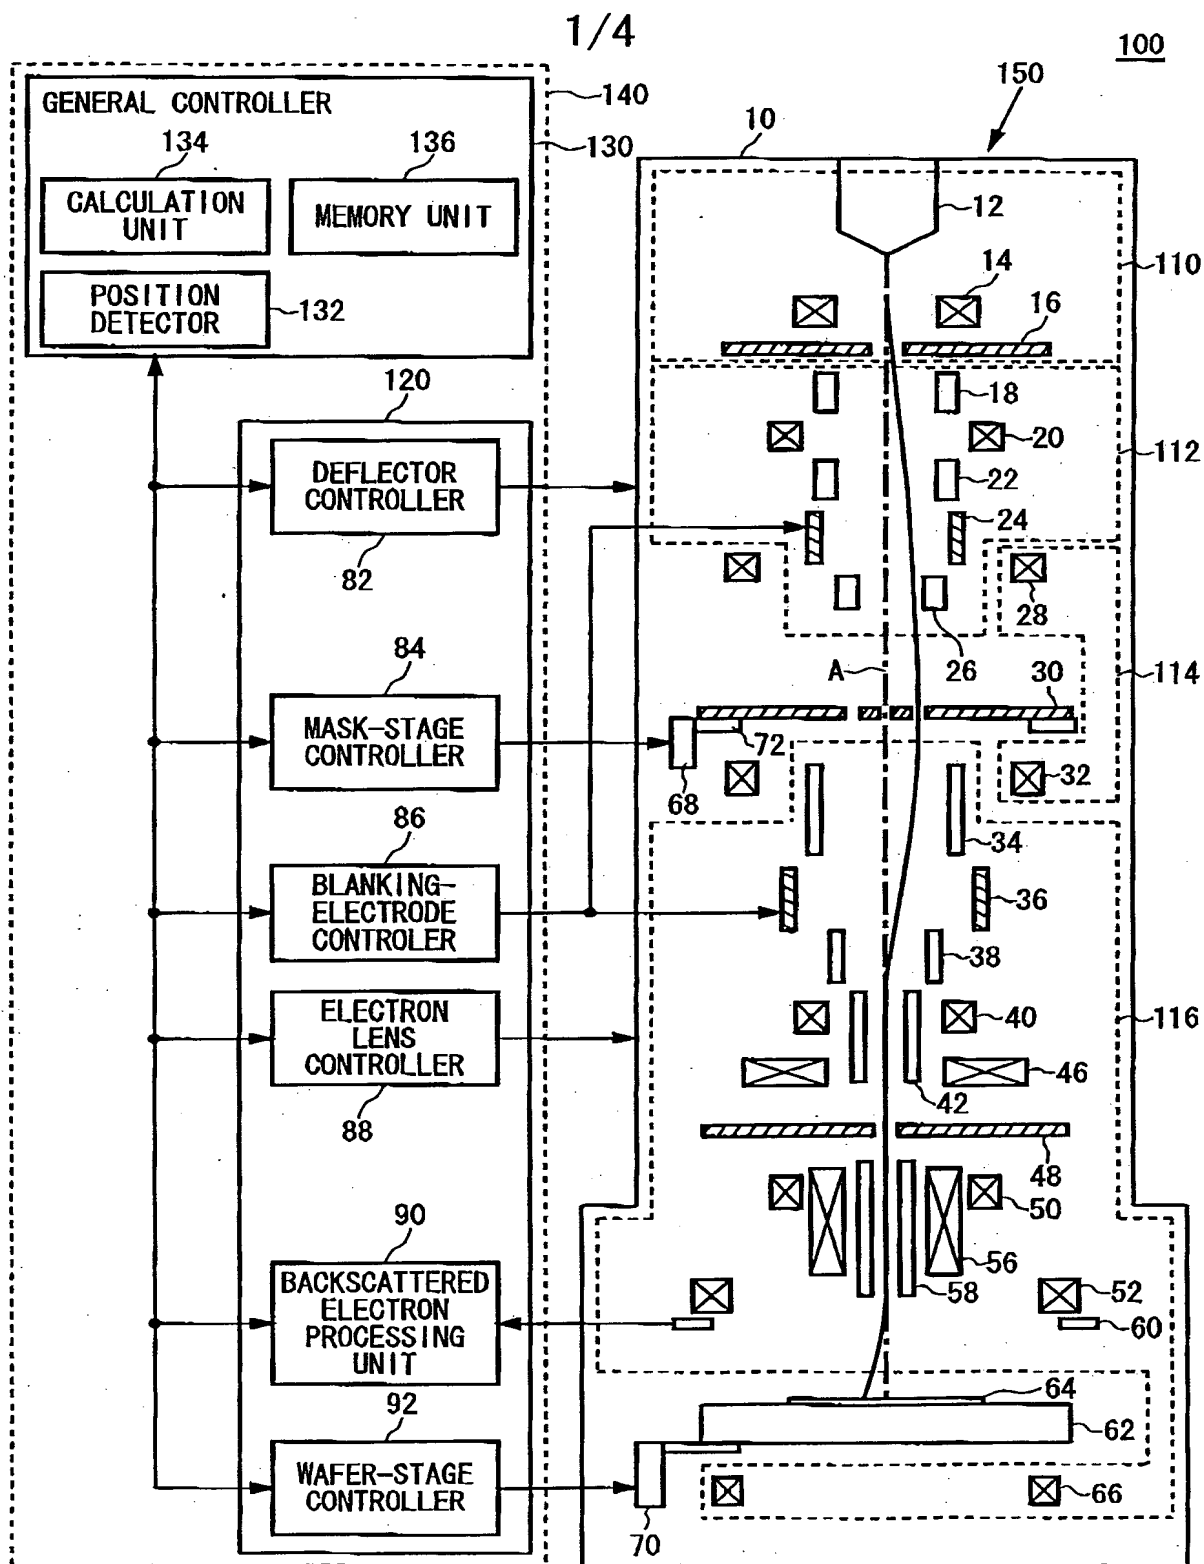 1/4
100
150
GENERAL CONTROLLER
140
130
134
136
CALCULATION
UNIT
MEMORY UNIT
POSITION
DETECTOR
132
10
12
110
14
16
120
18
20
112
22
24
DEFLECTOR
CONTROLLER
82
28
26
A
30
114
84
MASK-STAGE
CONTROLLER
72
68
32
34
86
BLANKING-
ELECTRODE
CONTROLER
36
38
ELECTRON
LENS
CONTROLLER
88
40
116
46
42
48
50
90
BACKSCATTERED
ELECTRON
PROCESSING
UNIT
56
58
52
60
92
64
62
WAFER-STAGE
CONTROLLER
66
70